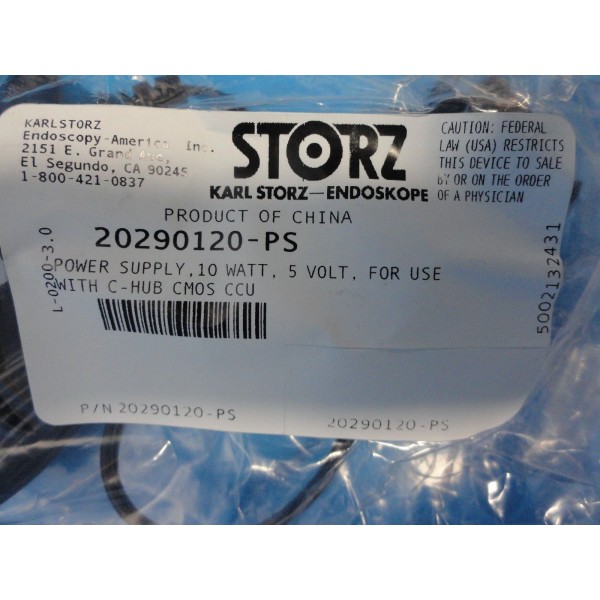 KARL STORZ
Endoscopy-America Inc.
2151 E. Grand Ave,
El Segundo, CA 90245
1-800-421-0837
STORZ
KARL STORZ—ENDOSKOPE
CAUTION: FEDERAL
LAW (USA) RESTRICTS
THIS DEVICE TO SALE
BY OR ON THE ORDER
OF A PHYSICIAN
PRODUCT OF CHINA
20290120-PS
POWER SUPPLY,10 WATT, 5 VOLT, FOR USE
WITH C-HUB CMOS CCU
L-0200-3.0
5002132431
P/N 20290120-PS
20290120-PS